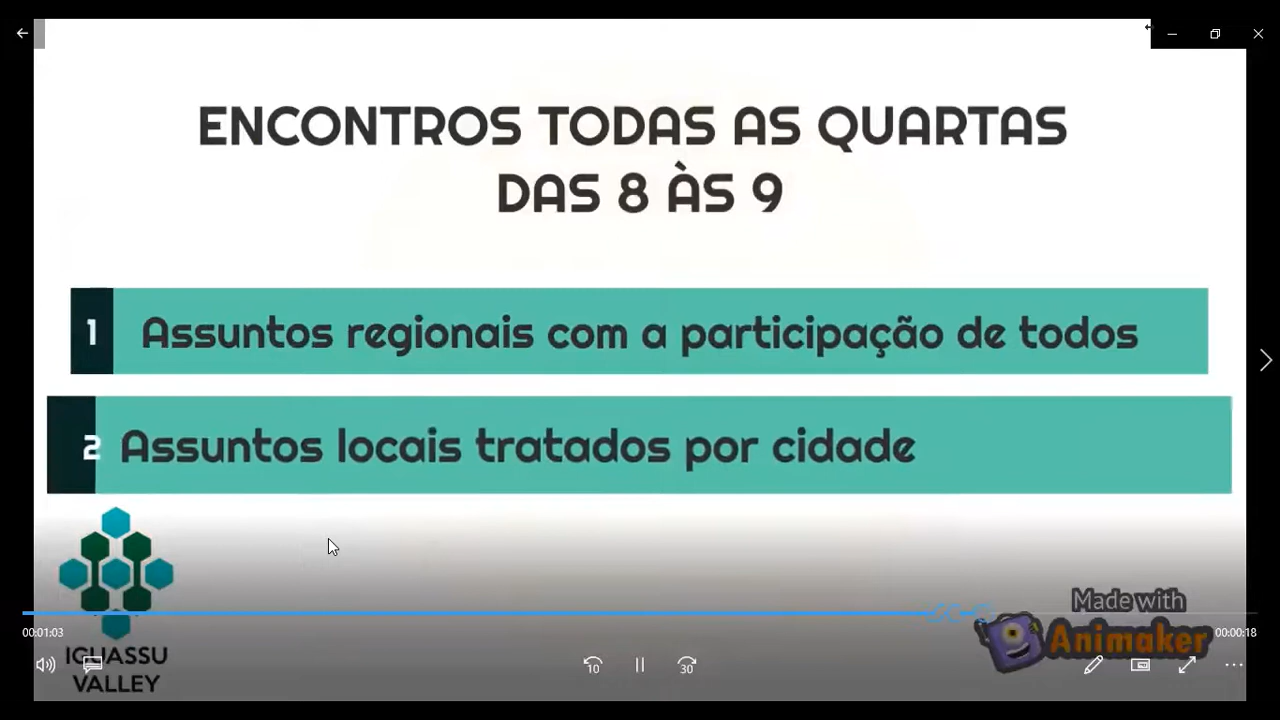 ENCONTROS TODAS AS QUARTAS
DAS 8 ÀS 9
1 Assuntos regionais com a participação de todos
2 Assuntos locais tratados por cidade
Made with
Animaker
00:01:03
00:00:18
IGUASSU
VALLEY
10
30